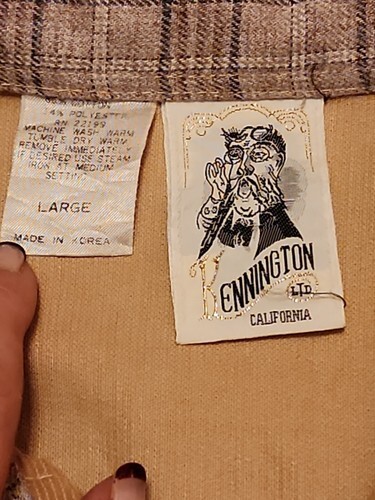 14% POLYESTER
RN 22199
MACHINE WASH WARM
TUMBLE DRY WARM
REMOVE IMMEDIATELY
IF DESIRED USE STEAM
IRON AT MEDIUM
SETTING
LARGE
MADE IN KOREA
KENNINGTON
LTD
CALIFORNIA